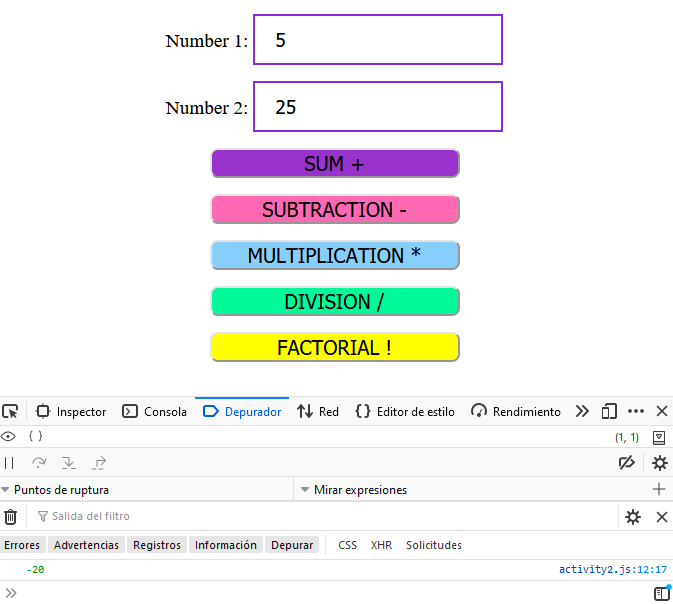 Number 1: 5
Number 2: 25
SUM +
SUBTRACTION -
MULTIPLICATION *
DIVISION /
FACTORIAL !
Inspector Consola Depurador Red Editor de estilo Rendimiento
{ } (1, 1)
Puntos de ruptura Mirar expresiones
Salida del filtro
Errores Advertencias Registros Información Depurar CSS XHR Solicitudes
-20 activity2.js:12:17